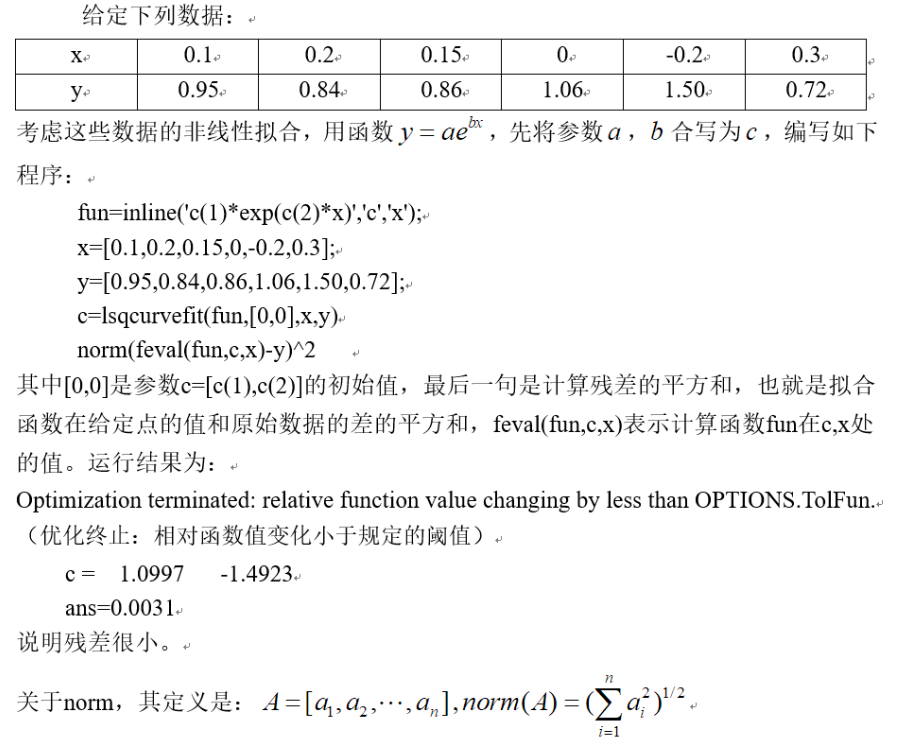 给定下列数据：
x 0.1 0.2 0.15 0 -0.2 0.3
y 0.95 0.84 0.86 1.06 1.50 0.72
考虑这些数据的非线性拟合，用函数 y = ae^{bx}，先将参数 a，b 合写为 c，编写如下
程序：
fun=inline('c(1)*exp(c(2)*x)','c','x');
x=[0.1,0.2,0.15,0,-0.2,0.3];
y=[0.95,0.84,0.86,1.06,1.50,0.72];
c=lsqcurvefit(fun,[0,0],x,y)
norm(feval(fun,c,x)-y)^2
其中[0,0]是参数c=[c(1),c(2)]的初始值，最后一句是计算残差的平方和，也就是拟合
函数在给定点的值和原始数据的差的平方和，feval(fun,c,x)表示计算函数fun在c,x处
的值。运行结果为：
Optimization terminated: relative function value changing by less than OPTIONS.TolFun.
（优化终止：相对函数值变化小于规定的阈值）
c = 1.0997 -1.4923
ans=0.0031
说明残差很小。
关于norm，其定义是： A = [a_1, a_2, ⋯, a_n], norm(A) = (∑_{i=1}^{n} a_i^2)^{1/2}